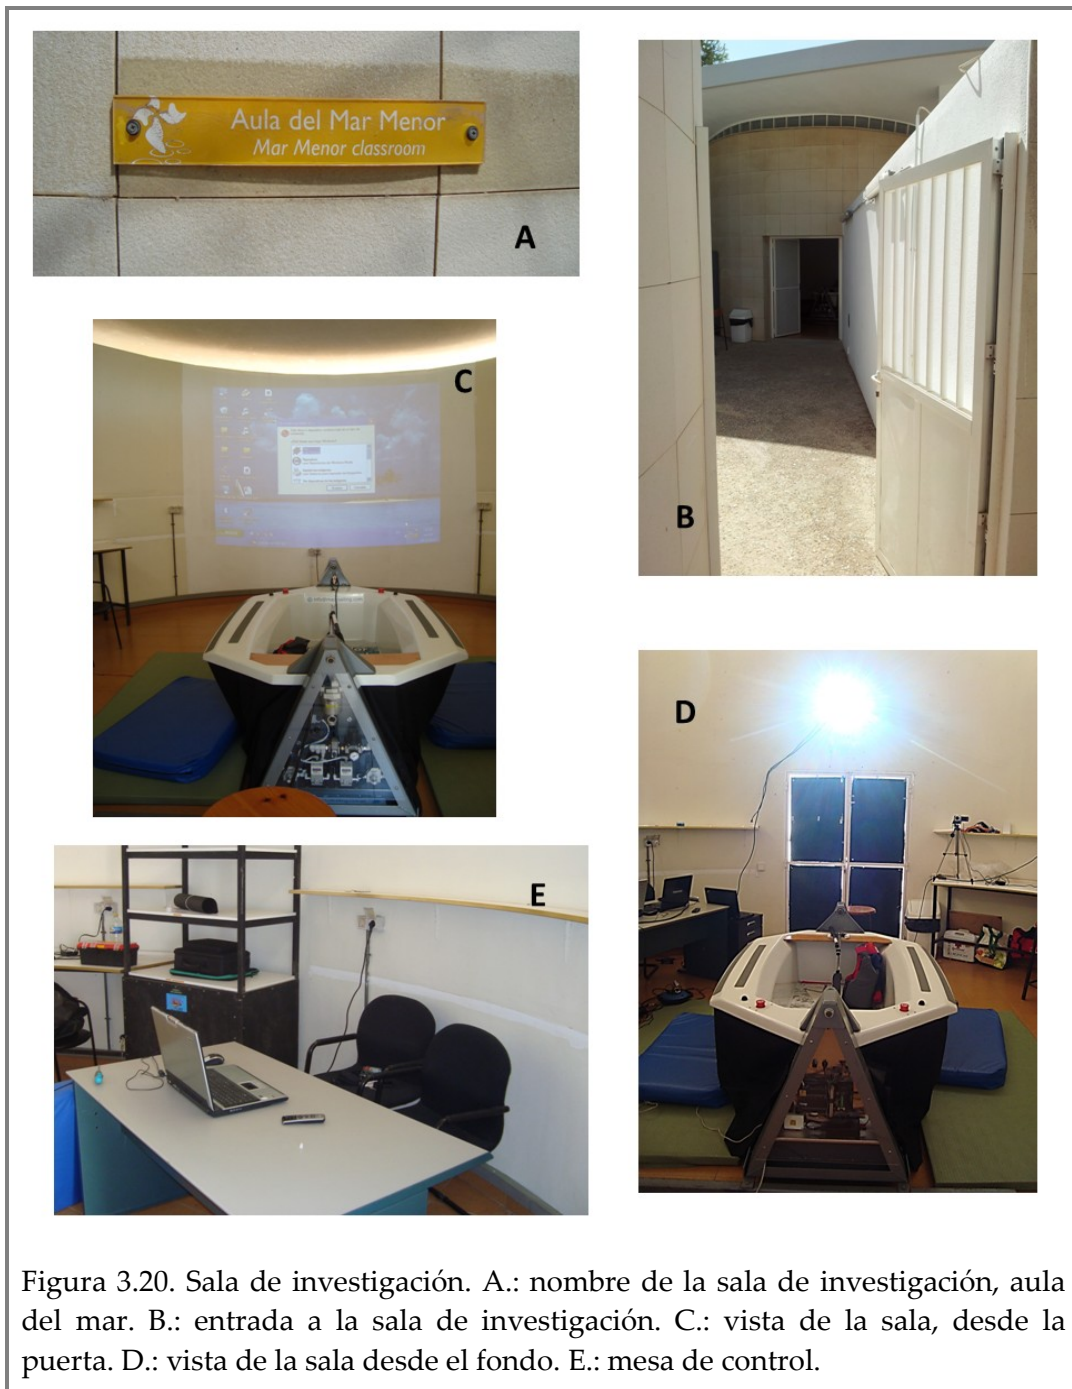 Aula del Mar Menor
Mar Menor classroom
A
B
C
D
E
Figura 3.20. Sala de investigación. A.: nombre de la sala de investigación, aula
del mar. B.: entrada a la sala de investigación. C.: vista de la sala, desde la
puerta. D.: vista de la sala desde el fondo. E.: mesa de control.